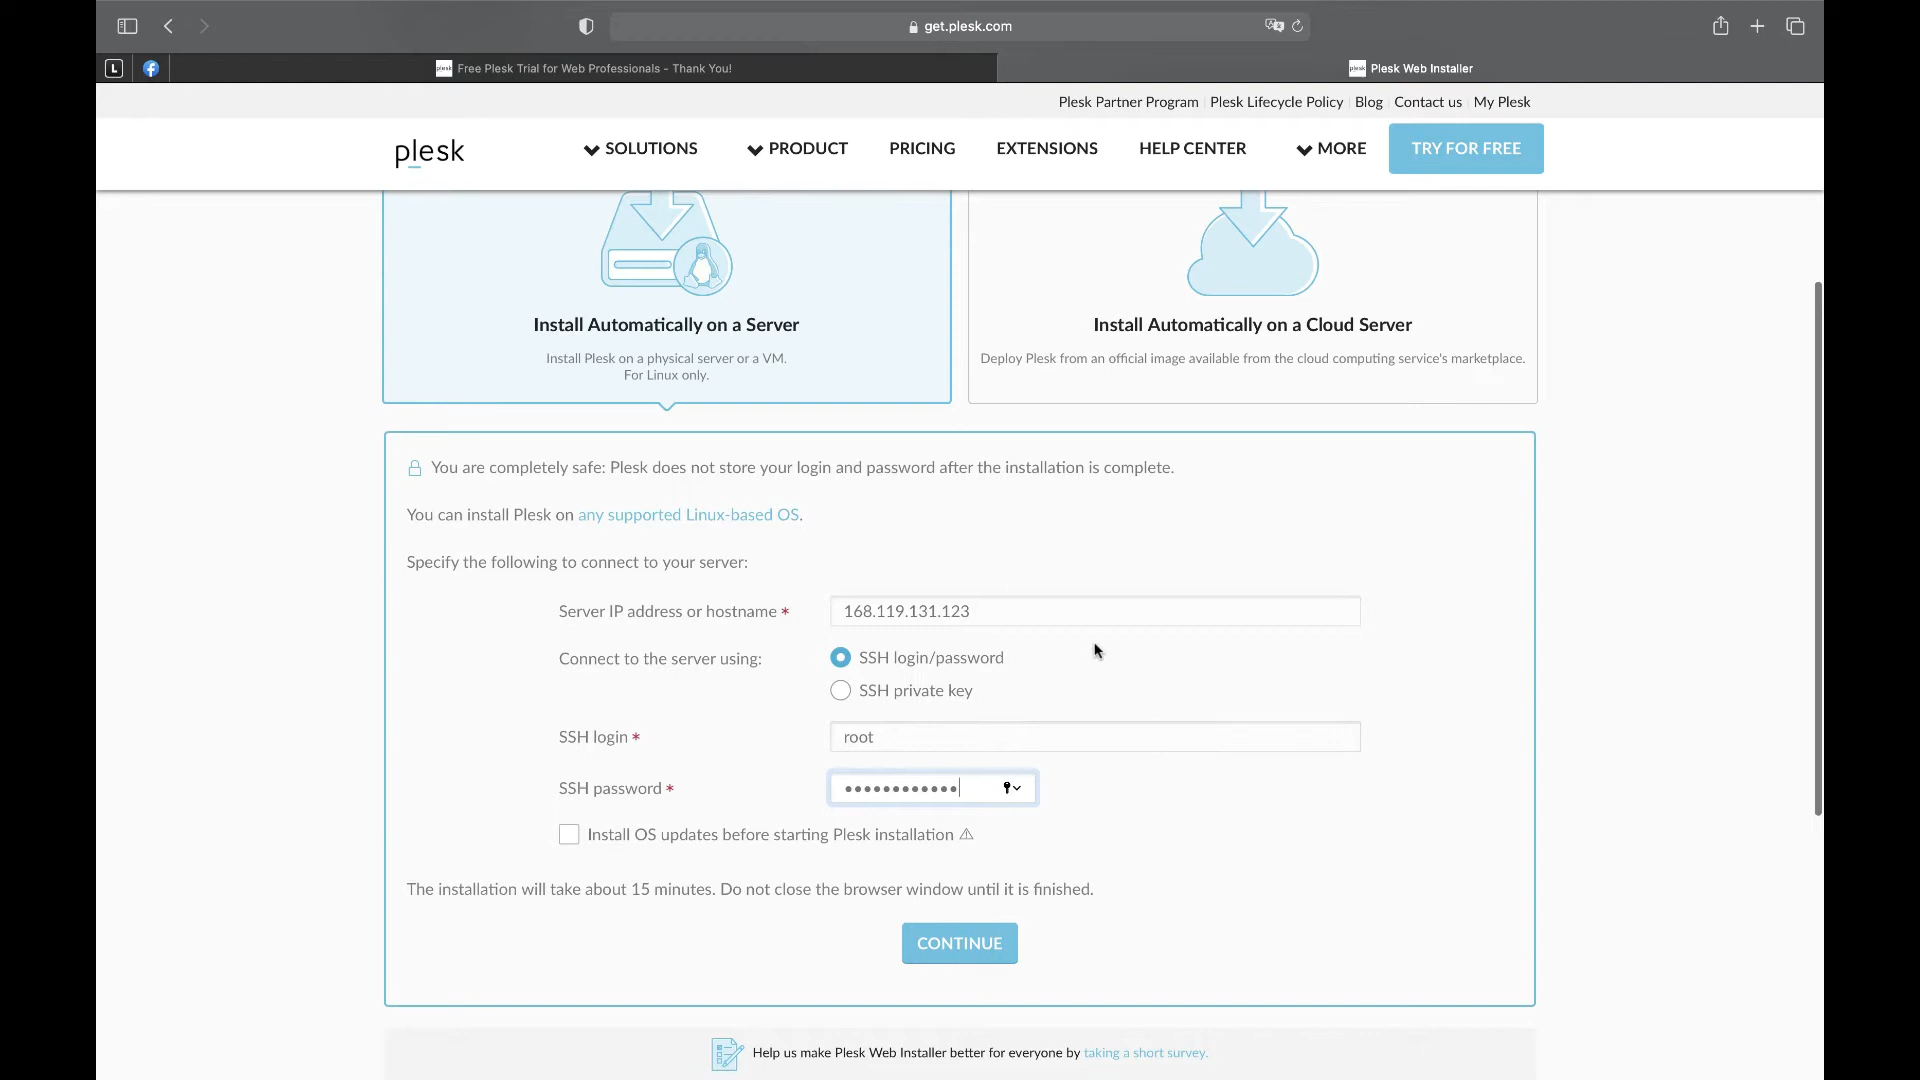 get.plesk.com
L
plesk Free Plesk Trial for Web Professionals - Thank You!
plesk Plesk Web Installer
Plesk Partner Program Plesk Lifecycle Policy Blog Contact us My Plesk
plesk
SOLUTIONS
PRODUCT
PRICING
EXTENSIONS
HELP CENTER
MORE
TRY FOR FREE
Install Automatically on a Server
Install Plesk on a physical server or a VM.
For Linux only.
Install Automatically on a Cloud Server
Deploy Plesk from an official image available from the cloud computing service's marketplace.
You are completely safe: Plesk does not store your login and password after the installation is complete.
You can install Plesk on any supported Linux-based OS.
Specify the following to connect to your server:
Server IP address or hostname *
168.119.131.123
Connect to the server using:
SSH login/password
SSH private key
SSH login *
root
SSH password *
••••••••••••
Install OS updates before starting Plesk installation
The installation will take about 15 minutes. Do not close the browser window until it is finished.
CONTINUE
Help us make Plesk Web Installer better for everyone by taking a short survey.